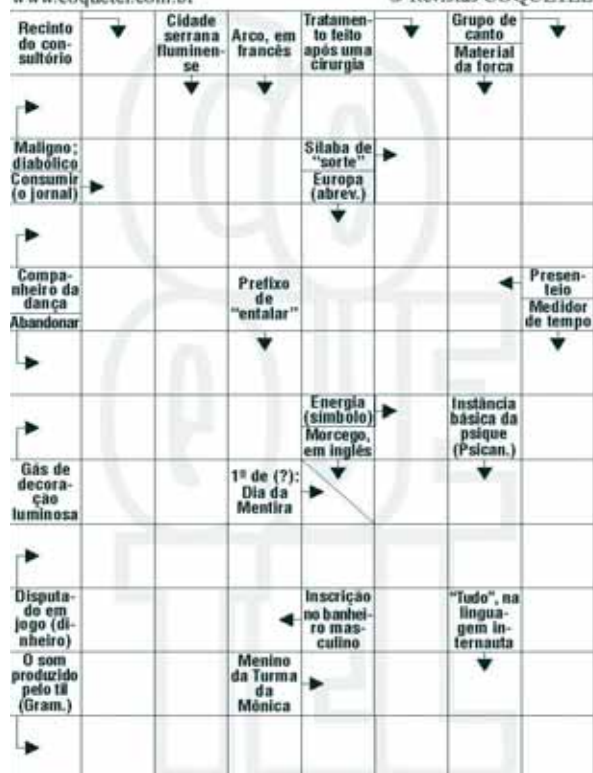 www.coquetel.com.br
© Revistas COQUETEL
Recinto
do con-
sultório
Cidade
serrana
fluminen-
se
Arco, em
francês
Tratamen-
to feito
após uma
cirurgia
Grupo de
canto
Material
da forca
Maligno;
diabólico
Consumir
(o jornal)
Sílaba de
"sorte"
Europa
(abrev.)
Compa-
nheiro da
dança
Abandonar
Prefixo
de
"entalar"
Presen-
teio
Medidor
de tempo
Energia
(símbolo)
Morcego,
em inglês
Instância
básica da
psique
(Psican.)
Gás de
decora-
ção
luminosa
1º de (?):
Dia da
Mentira
Disputa-
do em
jogo (di-
nheiro)
Inscrição
no banhei-
ro mas-
culino
"Tudo", na
lingua-
gem in-
ternauta
O som
produzido
pelo til
(Gram.)
Menino
da Turma
da
Mônica